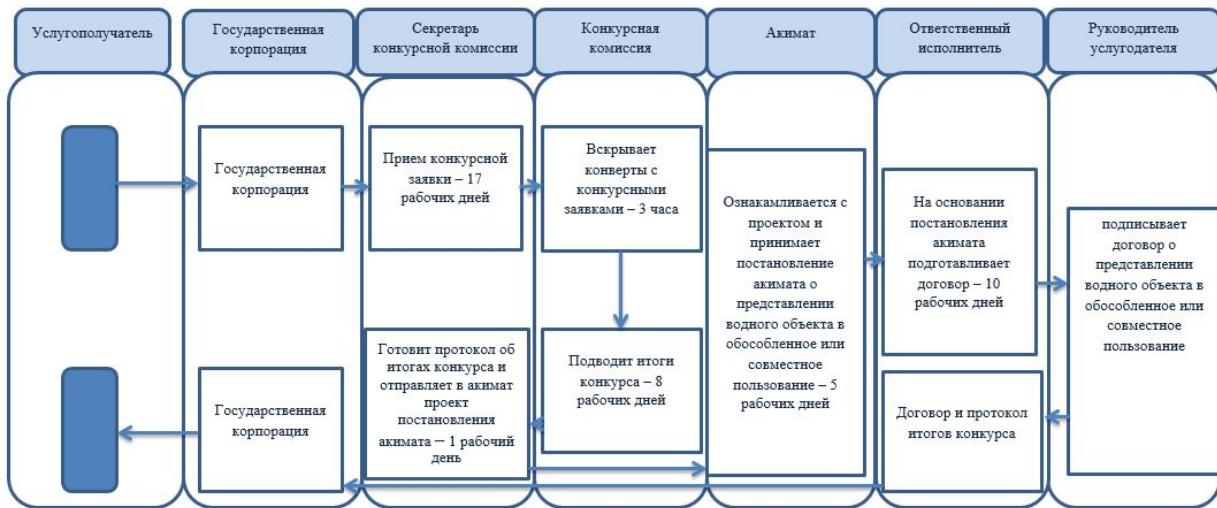 Услугополучатель
Государственная
корпорация
Секретарь
конкурсной комиссии
Конкурсная
комиссия
Акимат
Ответственный
исполнитель
Руководитель
услугодателя
Государственная
корпорация
Прием конкурсной
заявки – 17
рабочих дней
Вскрывает
конверты с
конкурсными
заявками – 3 часа
Ознакамливается с
проектом и
принимает
постановление
акимата о
представлении
водного объекта в
обособленное или
совместное
пользование – 5
рабочих дней
На основании
постановления
акимата
подготавливает
договор – 10
рабочих дней
подписывает
договор о
представлении
водного объекта в
обособленное или
совместное
пользование
Государственная
корпорация
Готовит протокол об
итогах конкурса и
отправляет в акимат
проект
постановления
акимата – 1 рабочий
день
Подводит итоги
конкурса – 8
рабочих дней
Договор и протокол
итогов конкурса